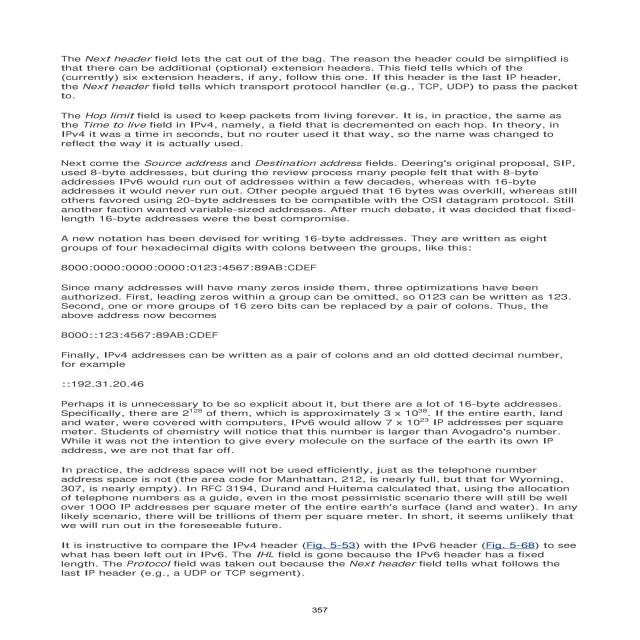 The Next header field lets the cat out of the bag. The reason the header could be simplified is
that there can be additional (optional) extension headers. This field tells which of the
(currently) six extension headers, if any, follow this one. If this header is the last IP header,
the Next header field tells which transport protocol handler (e.g., TCP, UDP) to pass the packet
to.
The Hop limit field is used to keep packets from living forever. It is, in practice, the same as
the Time to live field in IPv4, namely, a field that is decremented on each hop. In theory, in
IPv4 it was a time in seconds, but no router used it that way, so the name was changed to
reflect the way it is actually used.
Next come the Source address and Destination address fields. Deering's original proposal, SIP,
used 8-byte addresses, but during the review process many people felt that with 8-byte
addresses IPv6 would run out of addresses within a few decades, whereas with 16-byte
addresses it would never run out. Other people argued that 16 bytes was overkill, whereas still
others favored using 20-byte addresses to be compatible with the OSI datagram protocol. Still
another faction wanted variable-sized addresses. After much debate, it was decided that fixed-
length 16-byte addresses were the best compromise.
A new notation has been devised for writing 16-byte addresses. They are written as eight
groups of four hexadecimal digits with colons between the groups, like this:
8000:0000:0000:0000:0123:4567:89AB:CDEF
Since many addresses will have many zeros inside them, three optimizations have been
authorized. First, leading zeros within a group can be omitted, so 0123 can be written as 123.
Second, one or more groups of 16 zero bits can be replaced by a pair of colons. Thus, the
above address now becomes
8000::123:4567:89AB:CDEF
Finally, IPv4 addresses can be written as a pair of colons and an old dotted decimal number,
for example
::192.31.20.46
Perhaps it is unnecessary to be so explicit about it, but there are a lot of 16-byte addresses.
Specifically, there are 2¹²⁸ of them, which is approximately 3 x 10³⁸. If the entire earth, land
and water, were covered with computers, IPv6 would allow 7 x 10²³ IP addresses per square
meter. Students of chemistry will notice that this number is larger than Avogadro's number.
While it was not the intention to give every molecule on the surface of the earth its own IP
address, we are not that far off.
In practice, the address space will not be used efficiently, just as the telephone number
address space is not (the area code for Manhattan, 212, is nearly full, but that for Wyoming,
307, is nearly empty). In RFC 3194, Durand and Huitema calculated that, using the allocation
of telephone numbers as a guide, even in the most pessimistic scenario there will still be well
over 1000 IP addresses per square meter of the entire earth's surface (land and water). In any
likely scenario, there will be trillions of them per square meter. In short, it seems unlikely that
we will run out in the foreseeable future.
It is instructive to compare the IPv4 header (Fig. 5-53) with the IPv6 header (Fig. 5-68) to see
what has been left out in IPv6. The IHL field is gone because the IPv6 header has a fixed
length. The Protocol field was taken out because the Next header field tells what follows the
last IP header (e.g., a UDP or TCP segment).
357